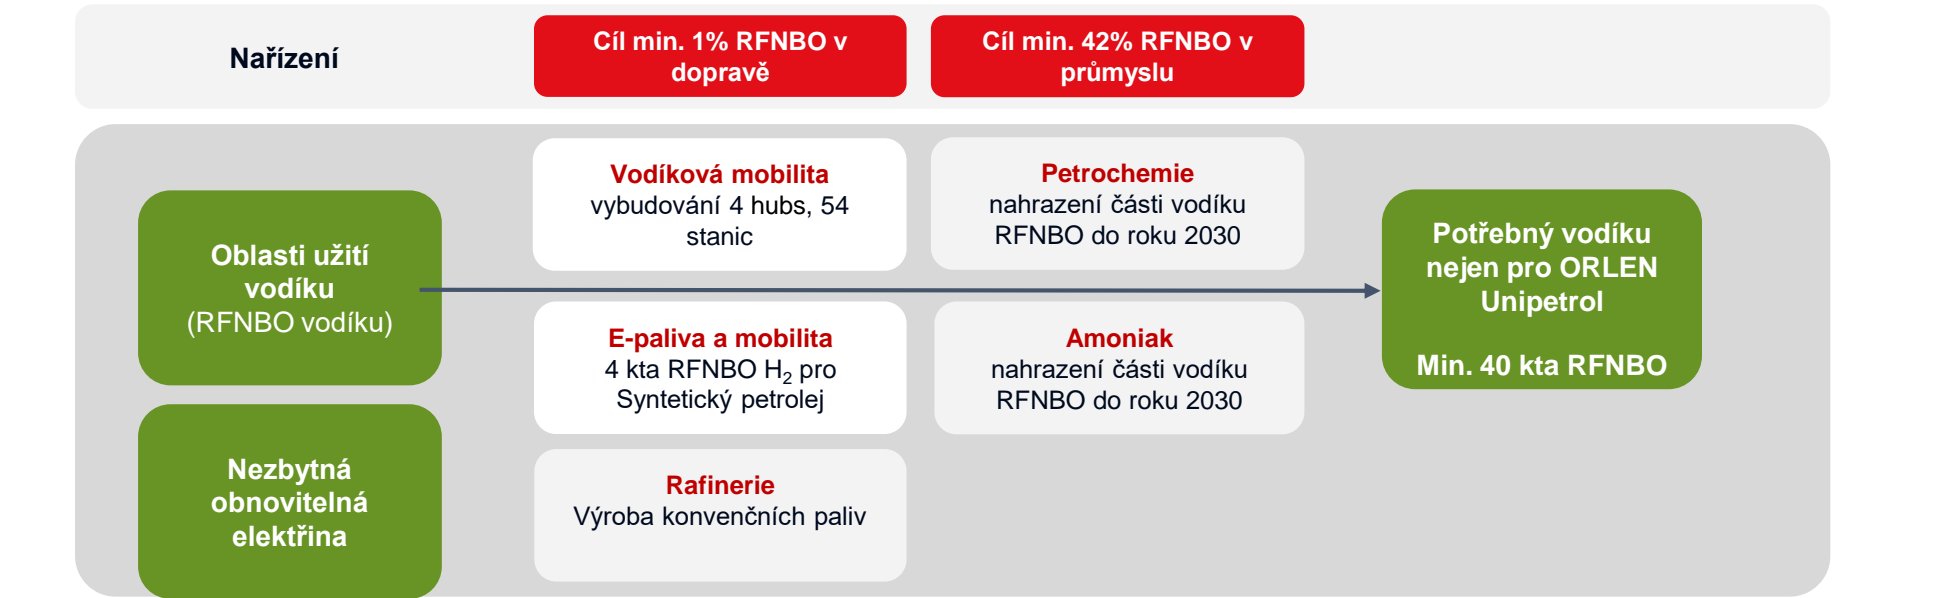 Nařízení
Cíl min. 1% RFNBO v
dopravě
Cíl min. 42% RFNBO v
průmyslu
Oblasti užití
vodíku
(RFNBO vodíku)
Nezbytná
obnovitelná
elektřina
Vodíková mobilita
vybudování 4 hubs, 54
stanic
E-paliva a mobilita
4 kta RFNBO H₂ pro
Syntetický petrolej
Rafinerie
Výroba konvenčních paliv
Petrochemie
nahrazení části vodíku
RFNBO do roku 2030
Amoniak
nahrazení části vodíku
RFNBO do roku 2030
Potřebný vodíku
nejen pro ORLEN
Unipetrol
Min. 40 kta RFNBO